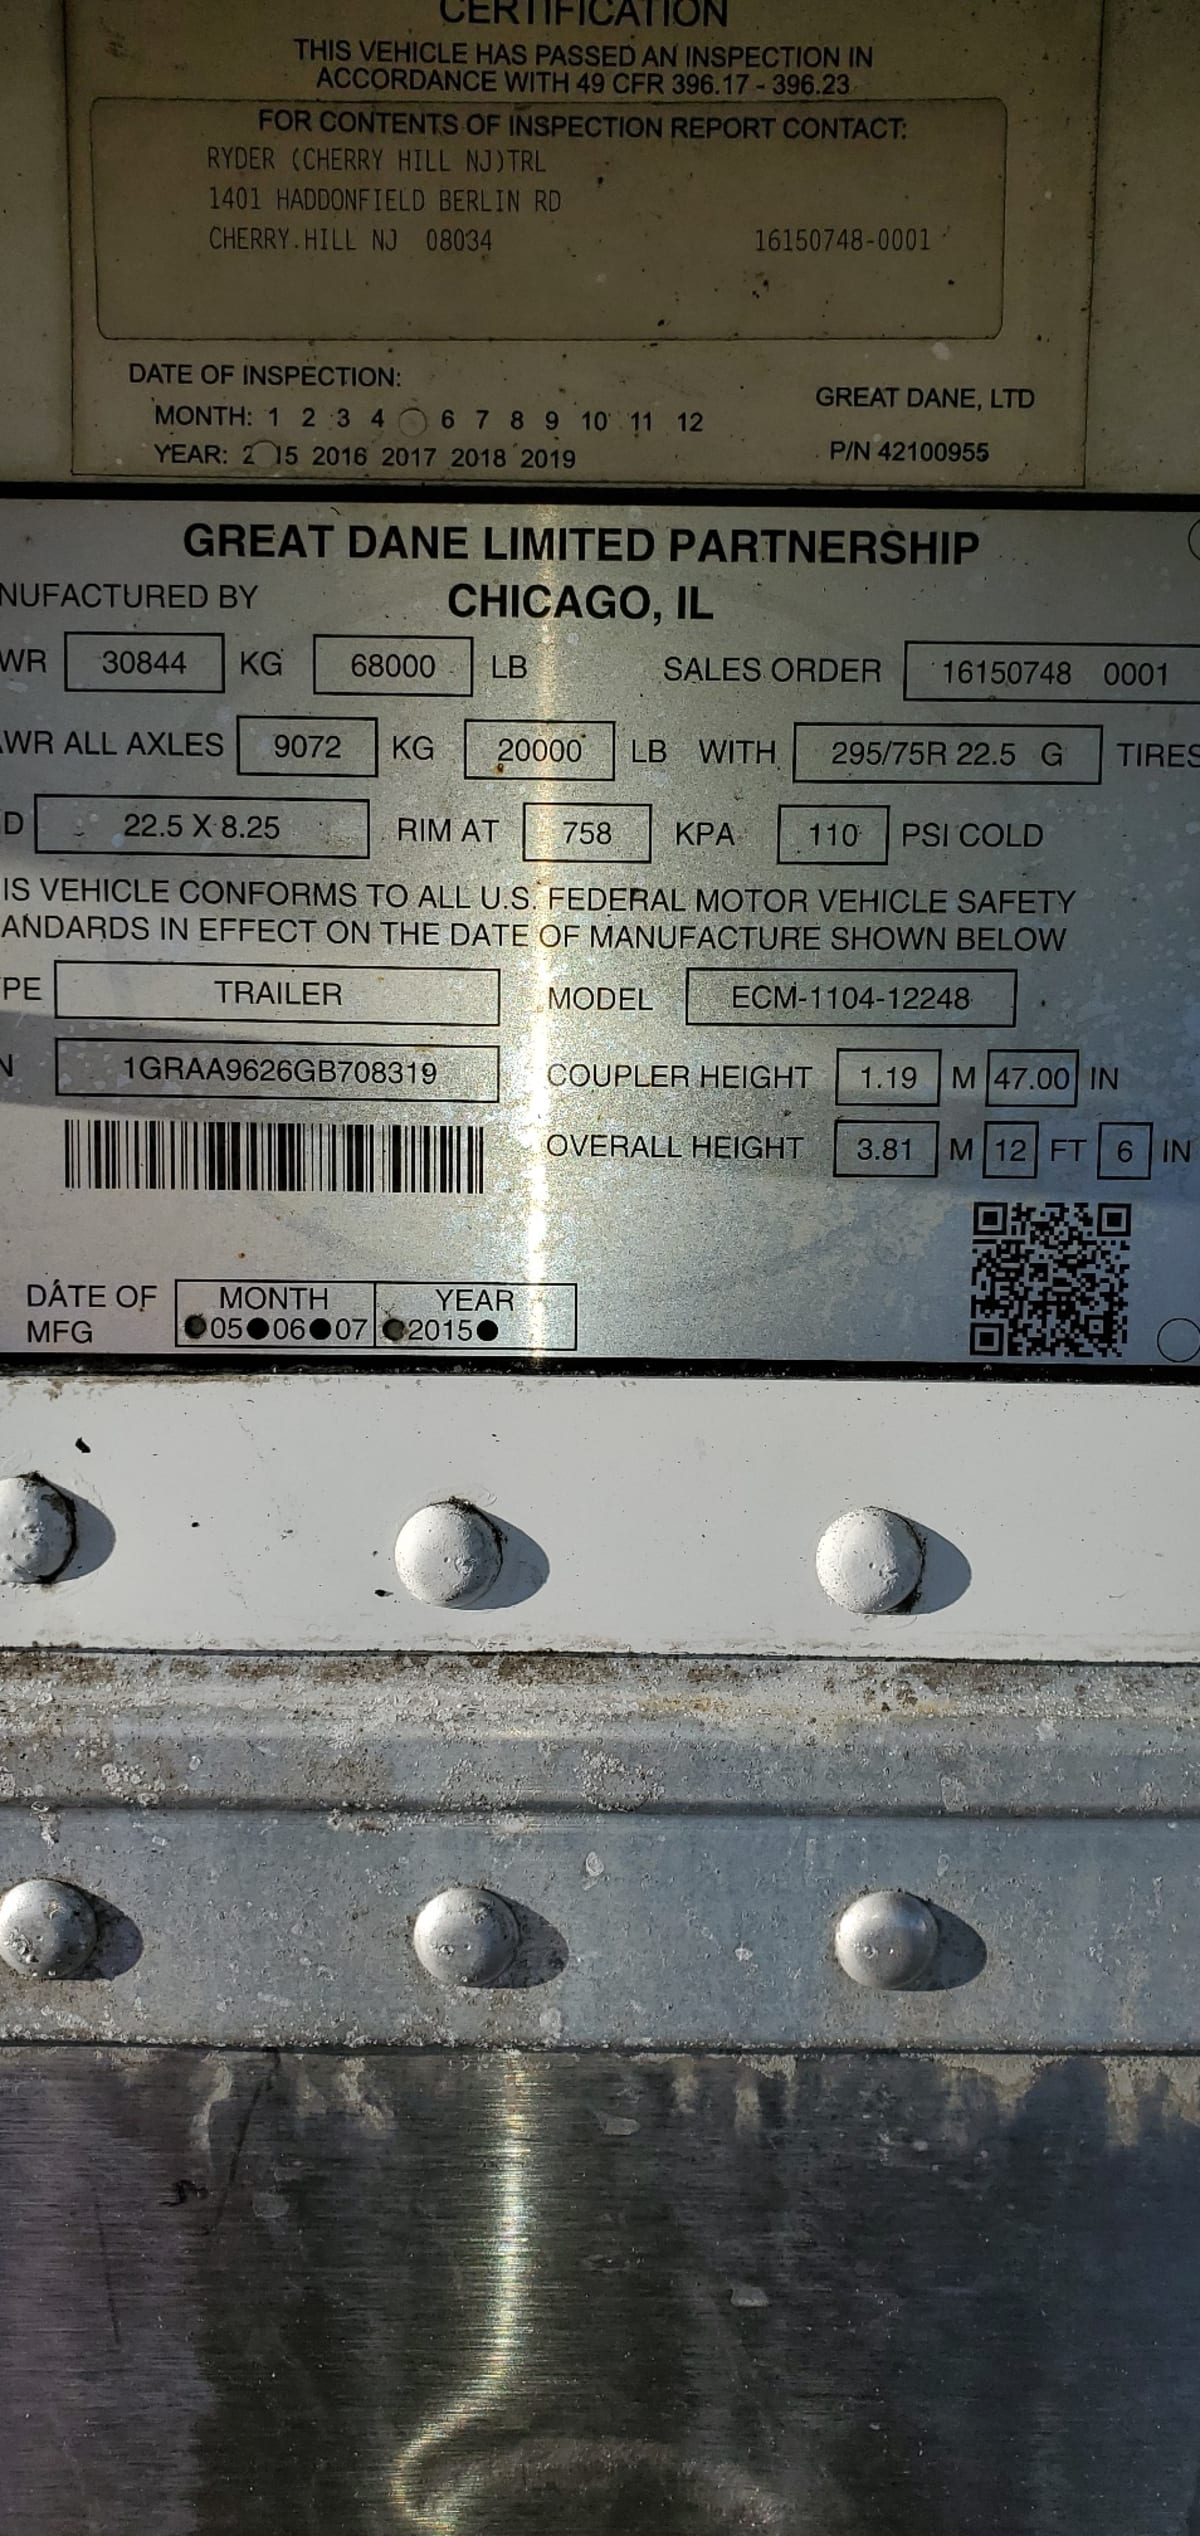 CERTIFICATION
THIS VEHICLE HAS PASSED AN INSPECTION IN
ACCORDANCE WITH 49 CFR 396.17 - 396.23
FOR CONTENTS OF INSPECTION REPORT CONTACT:
RYDER (CHERRY HILL NJ)TRL
1401 HADDONFIELD BERLIN RD
CHERRY.HILL NJ 08034 16150748-0001
DATE OF INSPECTION:
MONTH: 1 2 3 4 6 7 8 9 10 11 12 GREAT DANE, LTD
YEAR: 2 15 2016 2017 2018 2019 P/N 42100955
GREAT DANE LIMITED PARTNERSHIP
NUFACTURED BY CHICAGO, IL
WR 30844 KG 68000 LB SALES ORDER 16150748 0001
WR ALL AXLES 9072 KG 20000 LB WITH 295/75R 22.5 G TIRES
D 22.5 X 8.25 RIM AT 758 KPA 110 PSI COLD
IS VEHICLE CONFORMS TO ALL U.S. FEDERAL MOTOR VEHICLE SAFETY
ANDARDS IN EFFECT ON THE DATE OF MANUFACTURE SHOWN BELOW
PE TRAILER MODEL ECM-1104-12248
N 1GRAA9626GB708319 COUPLER HEIGHT 1.19 M 47.00 IN
OVERALL HEIGHT 3.81 M 12 FT 6 IN
DATE OF MFG MONTH YEAR
●05●06●07 ●2015●